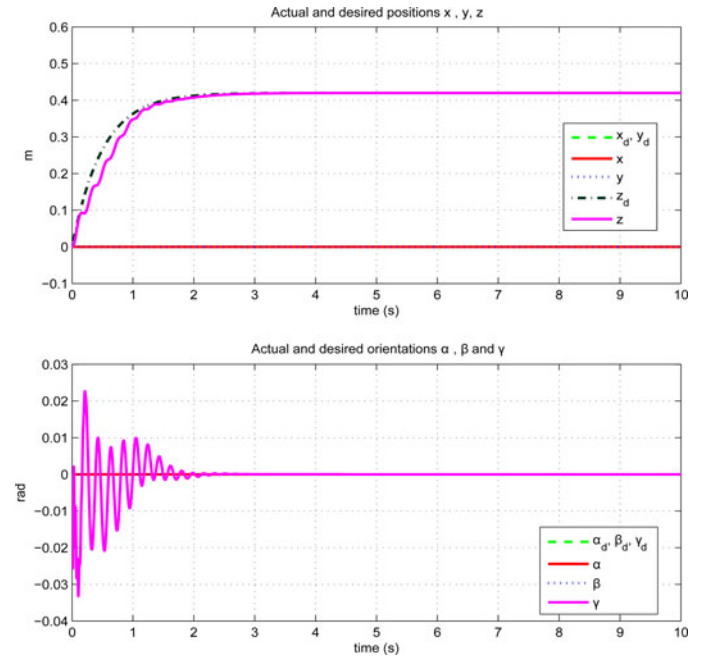 Actual and desired positions x , y, z
0.6
0.5
0.4
0.3
0.2
0.1
0
−0.1
m
x_d, y_d
x
y
z_d
z
0 1 2 3 4 5 6 7 8 9 10
time (s)
Actual and desired orientations α , β and γ
0.03
0.02
0.01
0
−0.01
−0.02
−0.03
−0.04
rad
α_d, β_d, γ_d
α
β
γ
0 1 2 3 4 5 6 7 8 9 10
time (s)